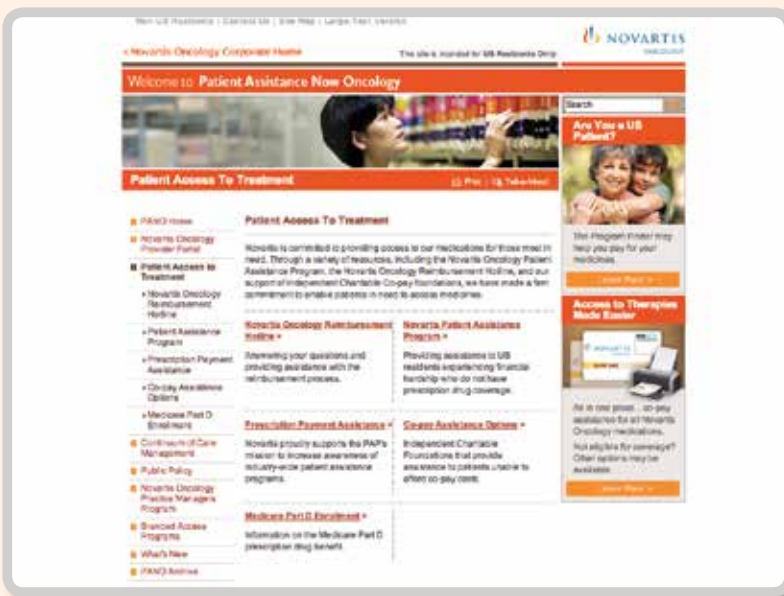 Non-US Residents | Contact Us | Site Map | Large Text Version
NOVARTIS
ONCOLOGY
< Novartis Oncology Corporate Home
This site is intended for US Residents Only
Welcome to Patient Assistance Now Oncology
Search
Patient Access To Treatment
Print
Are You a US
Patient?
The Program Finder may
help you pay for your
medicines.
Learn More >
Access to Therapies
Made Easier
NOVARTIS
All in one place... co-pay
assistance for all Novartis
Oncology medications.
Not eligible for coverage?
Other options may be
available.
Learn More >
PANO Home
Novartis Oncology
Provider Portal
Patient Access to
Treatment
Novartis Oncology
Reimbursement
Hotline
Patient Assistance
Program
Prescription Payment
Assistance
Co-pay Assistance
Options
Medicare Part D
Enrollment
Continuum of Care
Management
Public Policy
Novartis Oncology
Practice Managers
Program
Branded Access
Programs
What's New
PANO Archive
Patient Access To Treatment
Novartis is committed to providing access to our medications for those most in
need. Through a variety of resources, including the Novartis Oncology Patient
Assistance Program, the Novartis Oncology Reimbursement Hotline, and our
support of Independent Charitable Co-pay foundations, we have made a firm
commitment to enable patients in need to access medicines.
Novartis Oncology Reimbursement
Hotline »
Answering your questions and
providing assistance with the
reimbursement process.
Novartis Patient Assistance
Program »
Providing assistance to US
residents experiencing financial
hardship who do not have
prescription drug coverage.
Prescription Payment Assistance »
Novartis proudly supports the PAP's
mission to increase awareness of
industry-wide patient assistance
programs.
Co-pay Assistance Options »
Independent Charitable
Foundations that provide
assistance to patients unable to
afford co-pay costs.
Medicare Part D Enrollment »
Information on the Medicare Part D
prescription drug benefit.